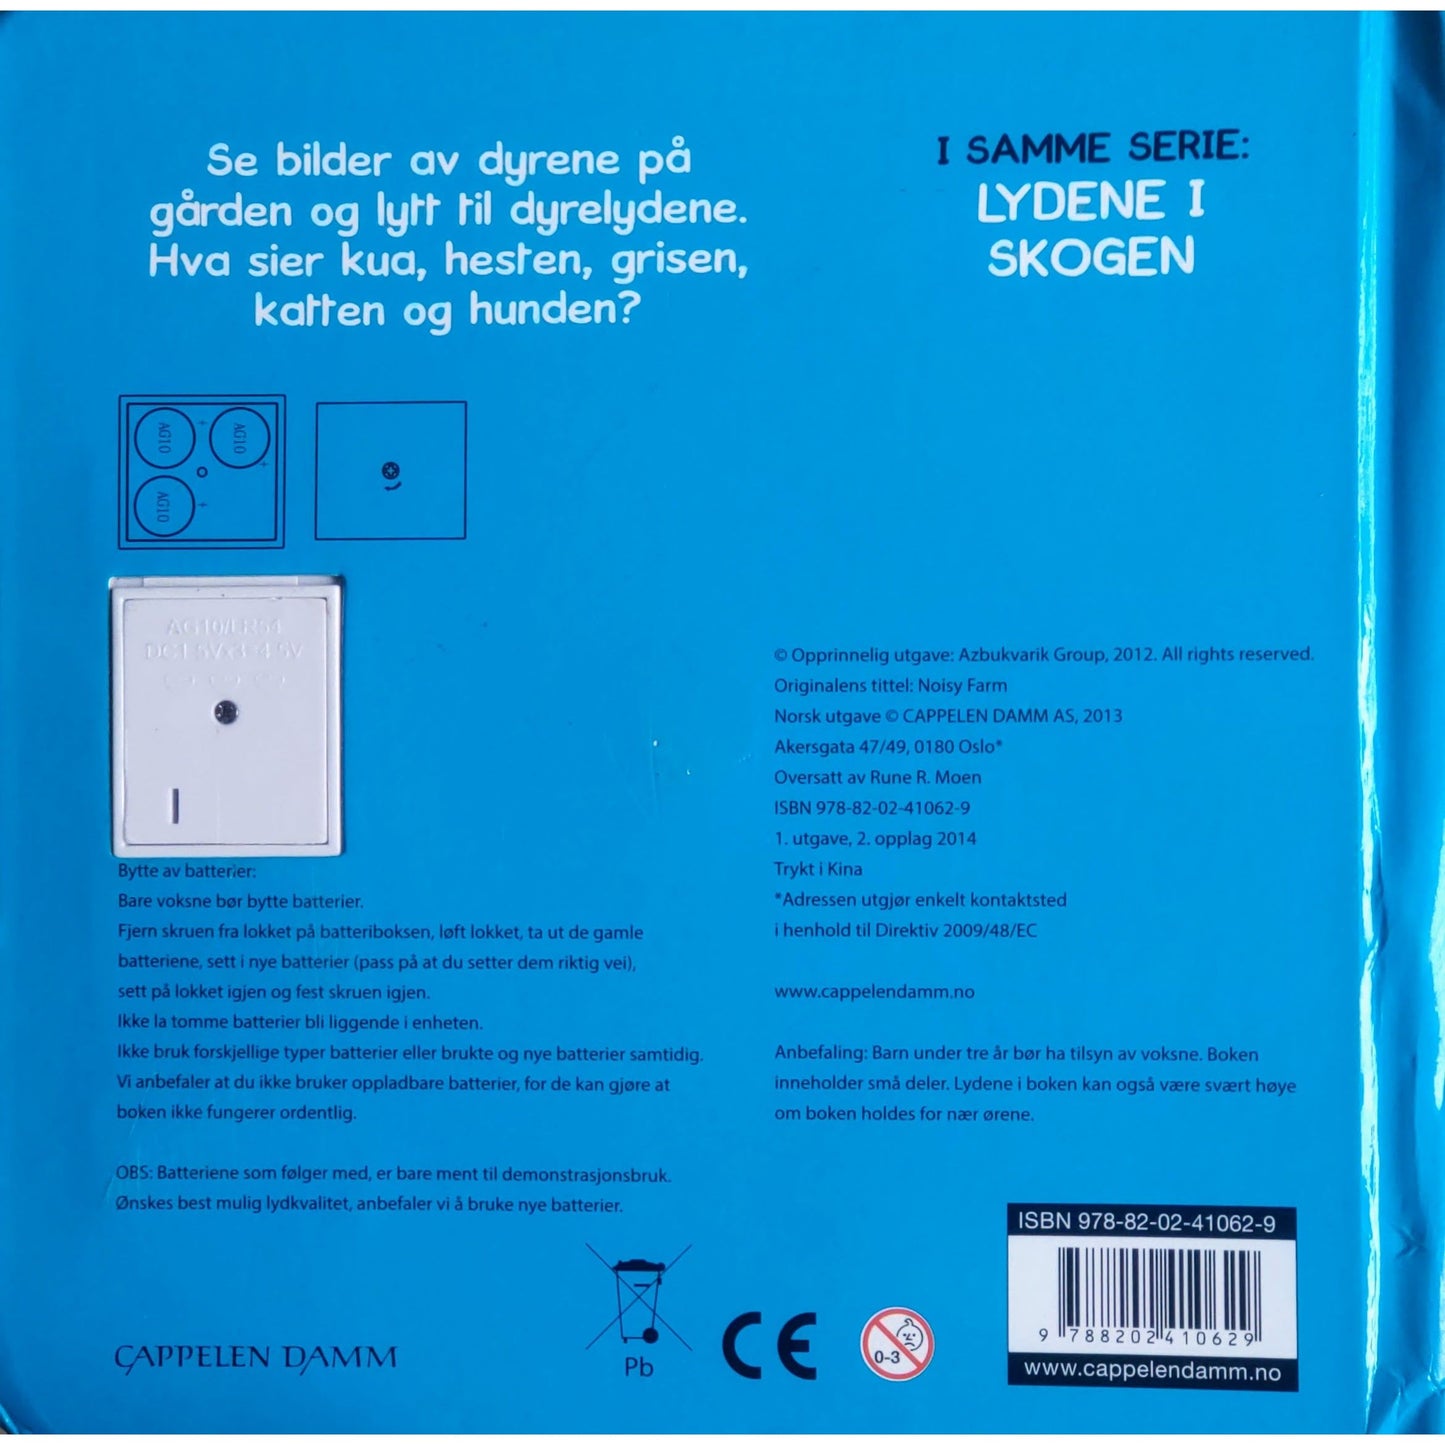 Se bilder av dyrene på
gården og lytt til dyrelydene.
Hva sier kua, hesten, grisen,
katten og hunden?
I SAMME SERIE:
LYDENE I
SKOGEN
AG10
AG10
AG10
AG10/LR54
DC1.5Vx3=4.5V
Bytte av batterier:
Bare voksne bør bytte batterier.
Fjern skruen fra lokket på batteriboksen, løft lokket, ta ut de gamle
batteriene, sett i nye batterier (pass på at du setter dem riktig vei),
sett på lokket igjen og fest skruen igjen.
Ikke la tomme batterier bli liggende i enheten.
Ikke bruk forskjellige typer batterier eller brukte og nye batterier samtidig.
Vi anbefaler at du ikke bruker oppladbare batterier, for de kan gjøre at
boken ikke fungerer ordentlig.
OBS: Batteriene som følger med, er bare ment til demonstrasjonsbruk.
Ønskes best mulig lydkvalitet, anbefaler vi å bruke nye batterier.
© Opprinnelig utgave: Azbukvarik Group, 2012. All rights reserved.
Originalens tittel: Noisy Farm
Norsk utgave © CAPPELEN DAMM AS, 2013
Akersgata 47/49, 0180 Oslo*
Oversatt av Rune R. Moen
ISBN 978-82-02-41062-9
1. utgave, 2. opplag 2014
Trykt i Kina
*Adressen utgjør enkelt kontaktsted
i henhold til Direktiv 2009/48/EC
www.cappelendamm.no
Anbefaling: Barn under tre år bør ha tilsyn av voksne. Boken
inneholder små deler. Lydene i boken kan også være svært høye
om boken holdes for nær ørene.
CAPPELEN DAMM
Pb
CE
0-3
ISBN 978-82-02-41062-9
9 788202 410629
www.cappelendamm.no